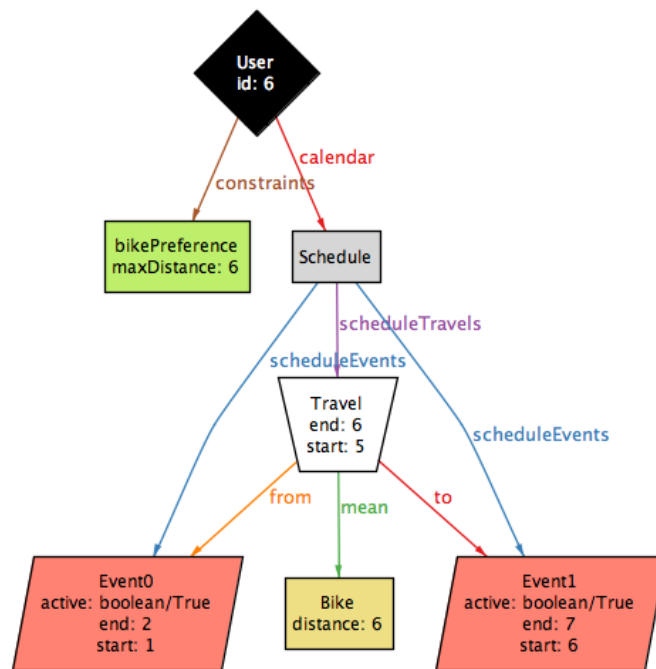 User
id: 6
calendar
constraints
bikePreference
maxDistance: 6
Schedule
scheduleTravels
scheduleEvents
Travel
end: 6
start: 5
scheduleEvents
from
mean
to
Event0
active: boolean/True
end: 2
start: 1
Bike
distance: 6
Event1
active: boolean/True
end: 7
start: 6